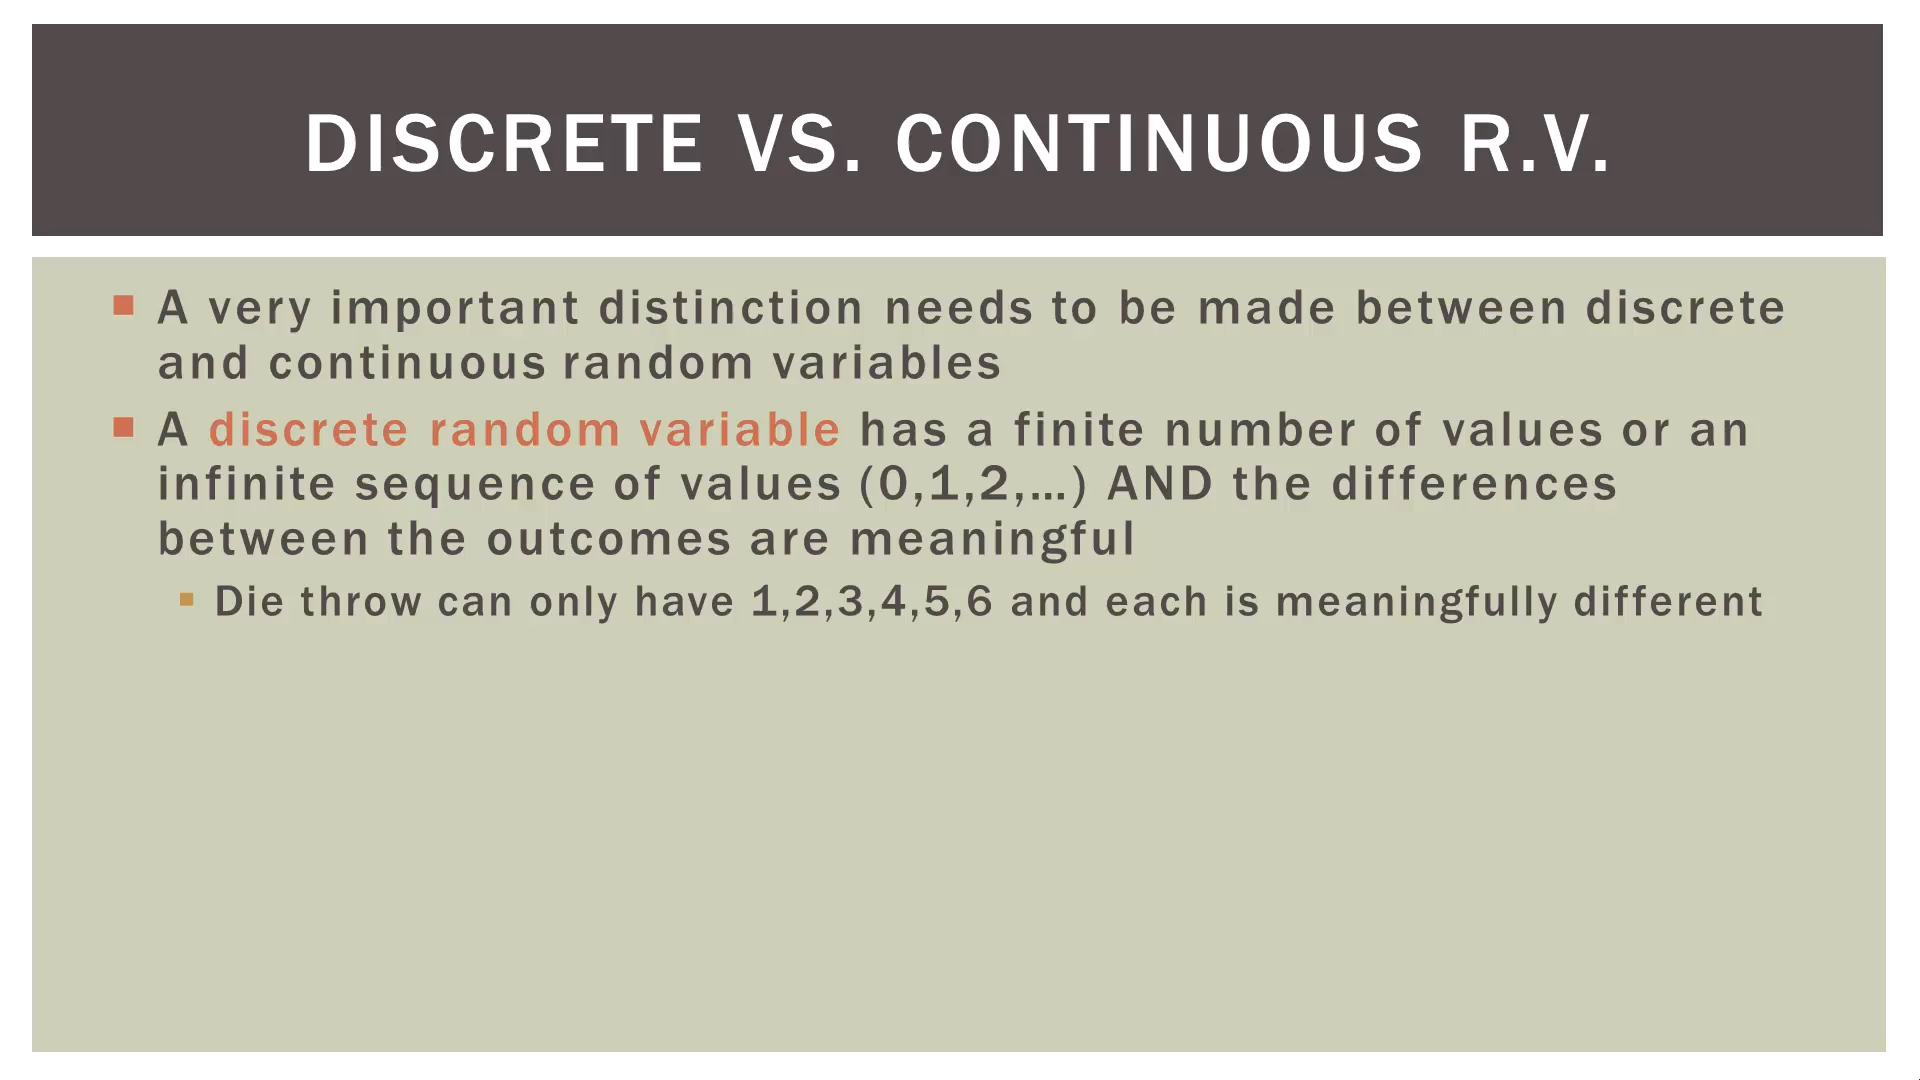 DISCRETE VS. CONTINUOUS R.V.
A very important distinction needs to be made between discrete
and continuous random variables
A discrete random variable has a finite number of values or an
infinite sequence of values (0,1,2,…) AND the differences
between the outcomes are meaningful
Die throw can only have 1,2,3,4,5,6 and each is meaningfully different